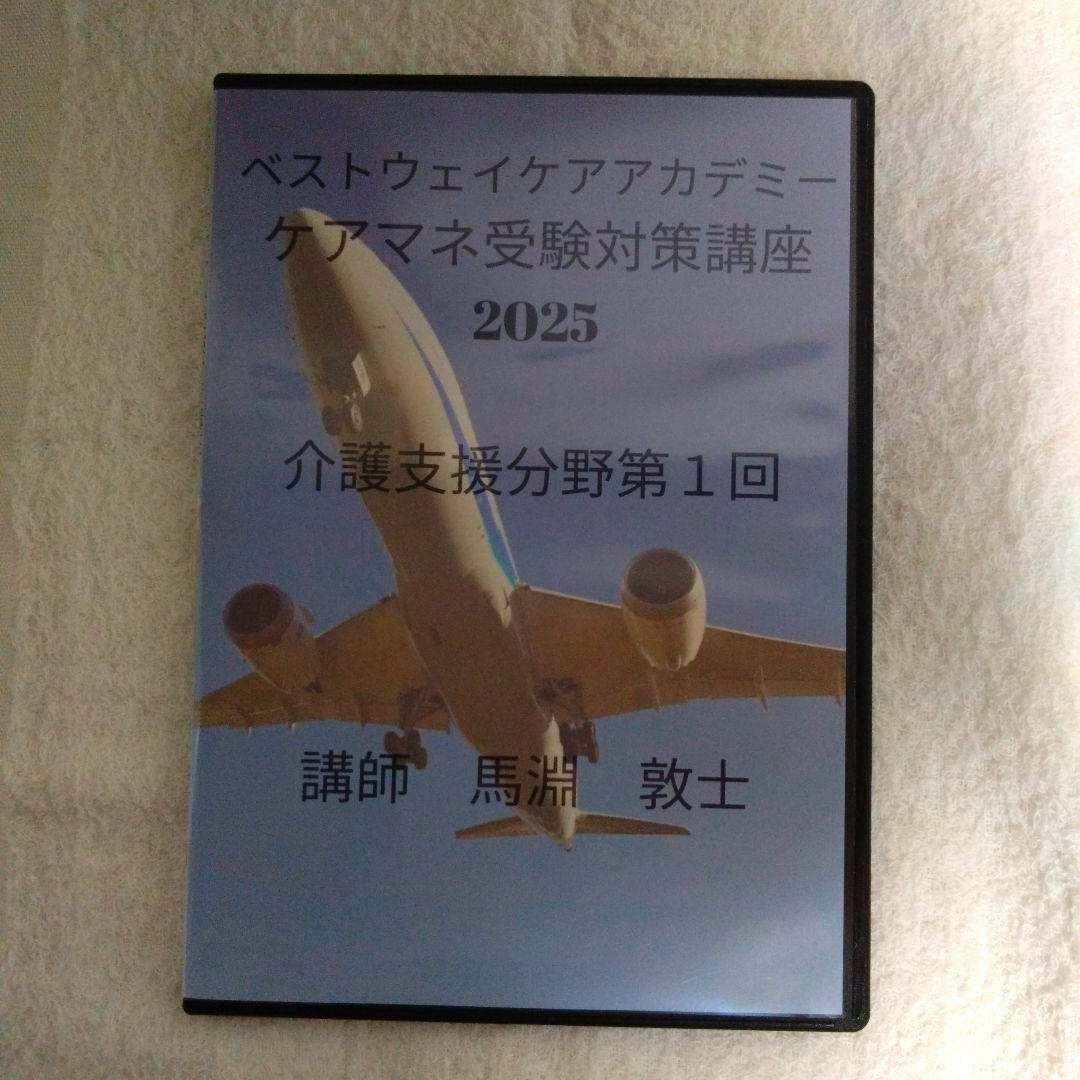 ベストウェイケアアカデミー
ケアマネ受験対策講座
2025
介護支援分野第１回
講師　馬淵　敦士